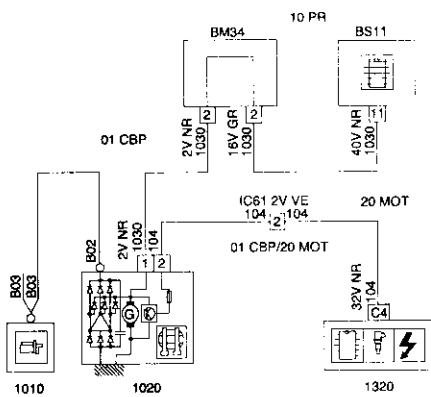 10 PR
BM34
BS11
2
2
11
2V NR
1030
16V GR
1030
40V NR
1030
01 CBP
IC61 2V VE
104
2
104
20 MOT
01 CBP/20 MOT
B02
2V NR
1030
104
1
2
B03
B03
32V NR
104
C4
G
1010
1020
1320